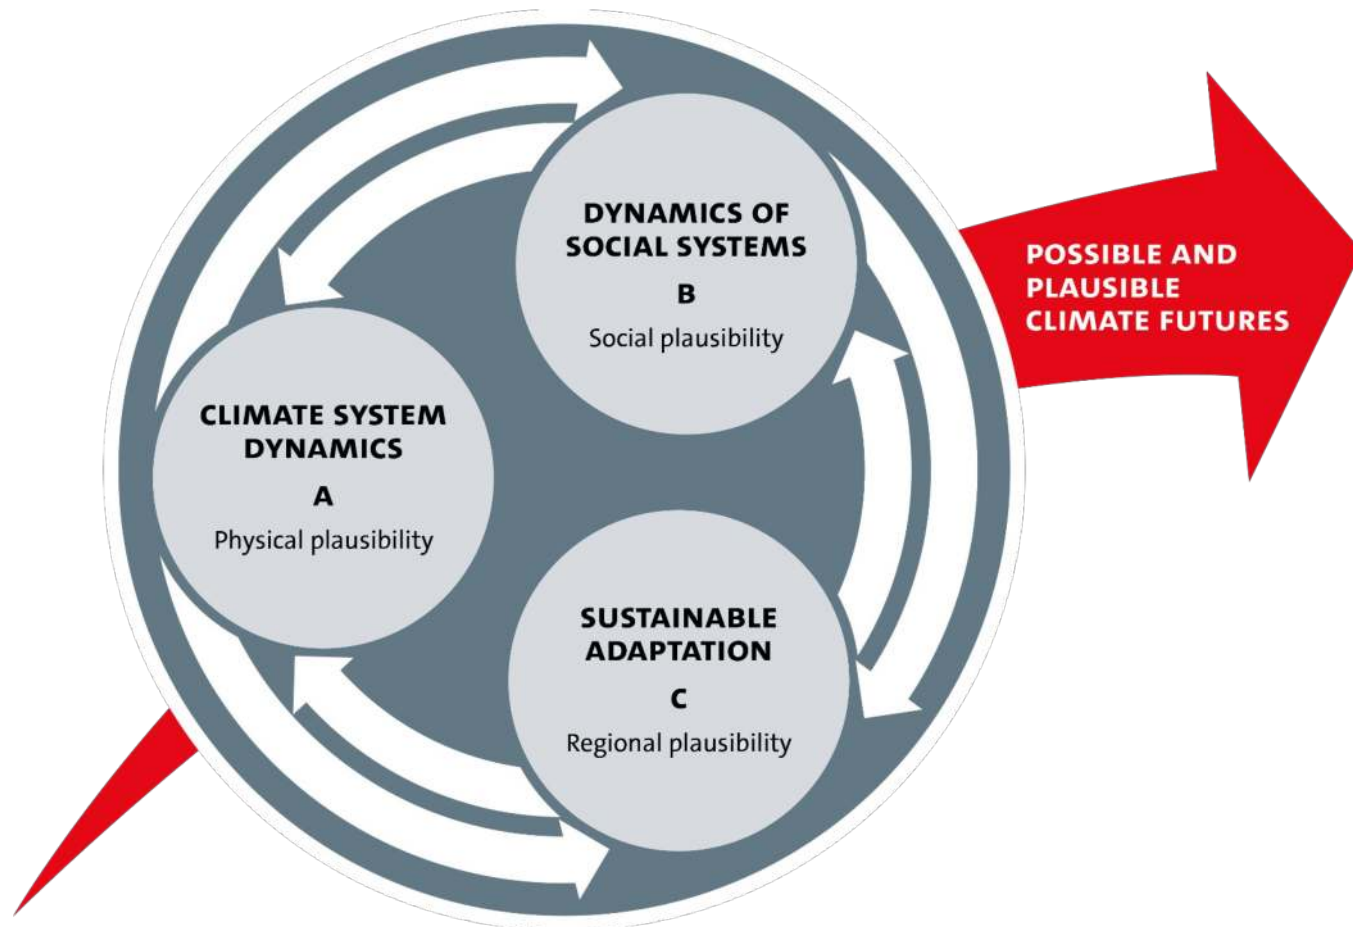 DYNAMICS OF
SOCIAL SYSTEMS
B
Social plausibility
POSSIBLE AND
PLAUSIBLE
CLIMATE FUTURES
CLIMATE SYSTEM
DYNAMICS
A
Physical plausibility
SUSTAINABLE
ADAPTATION
C
Regional plausibility